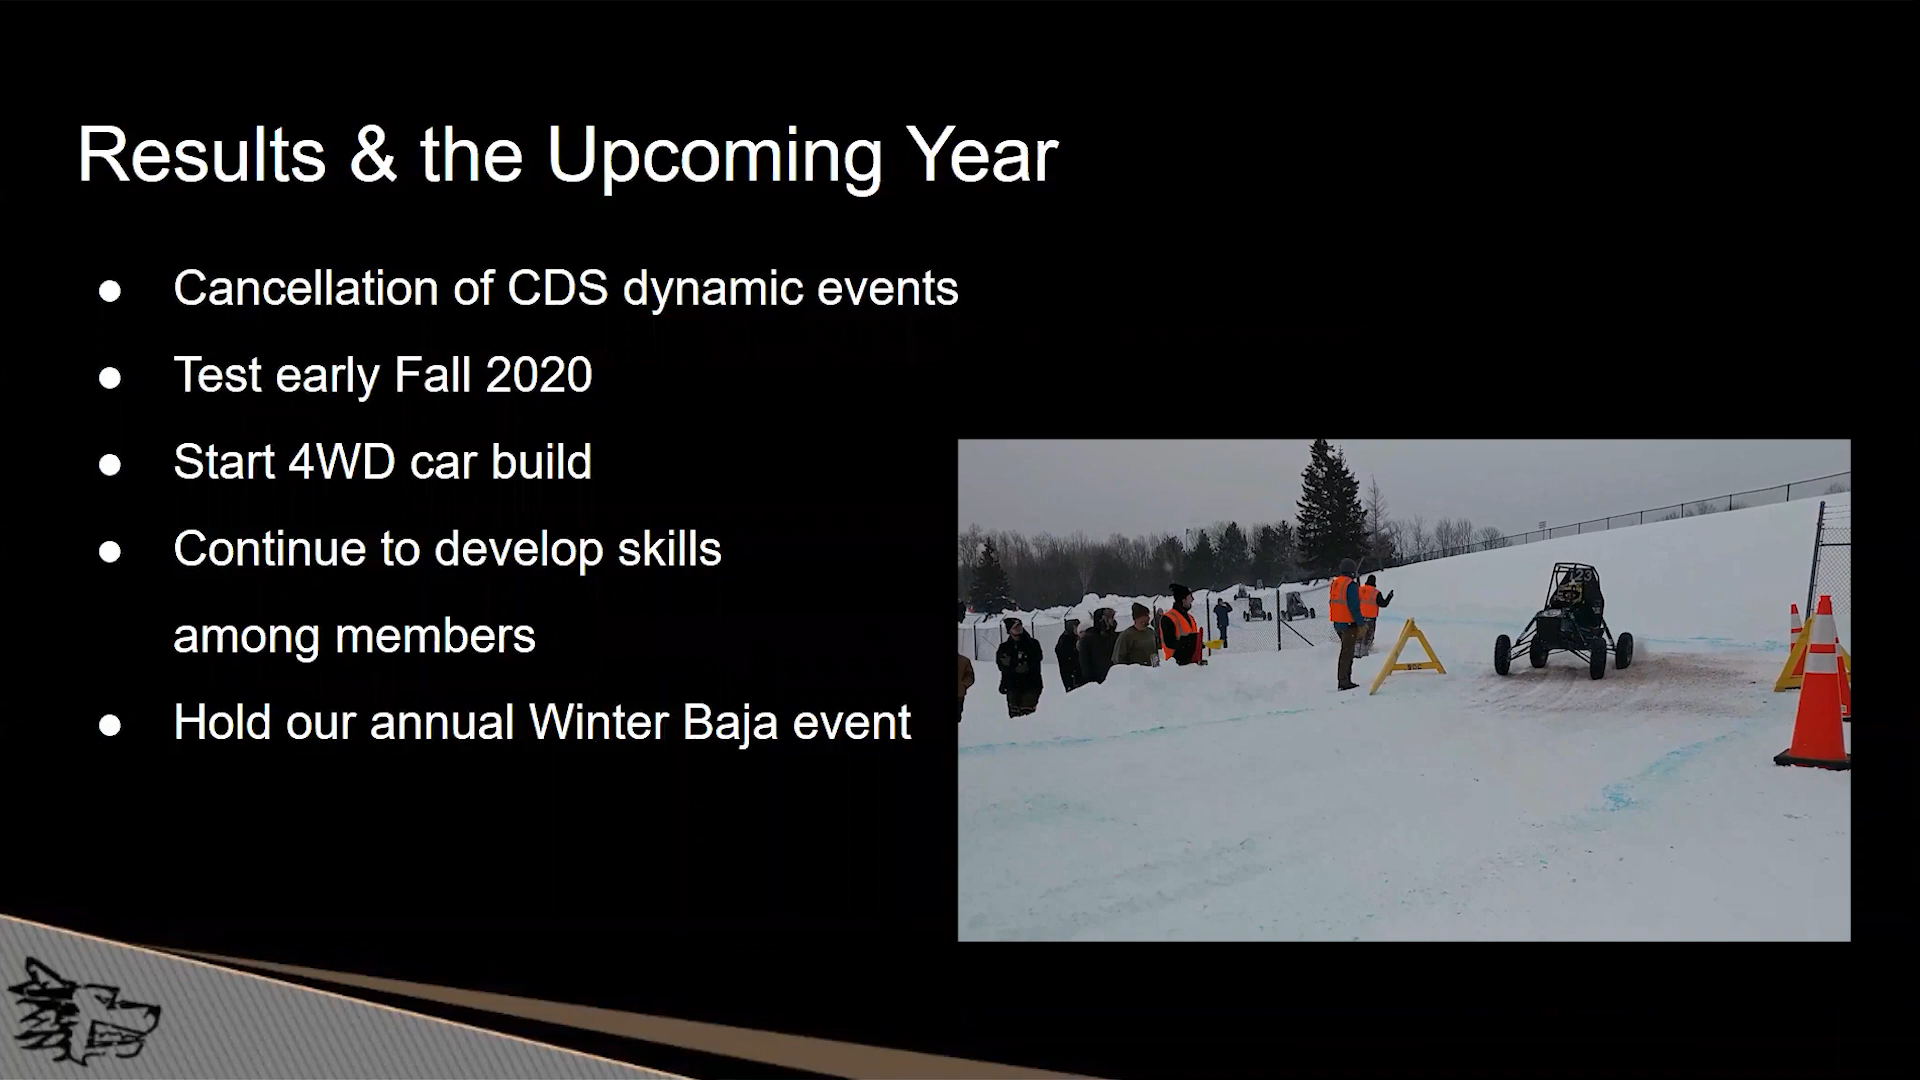 Results & the Upcoming Year
● Cancellation of CDS dynamic events
● Test early Fall 2020
● Start 4WD car build
● Continue to develop skills
among members
● Hold our annual Winter Baja event
123